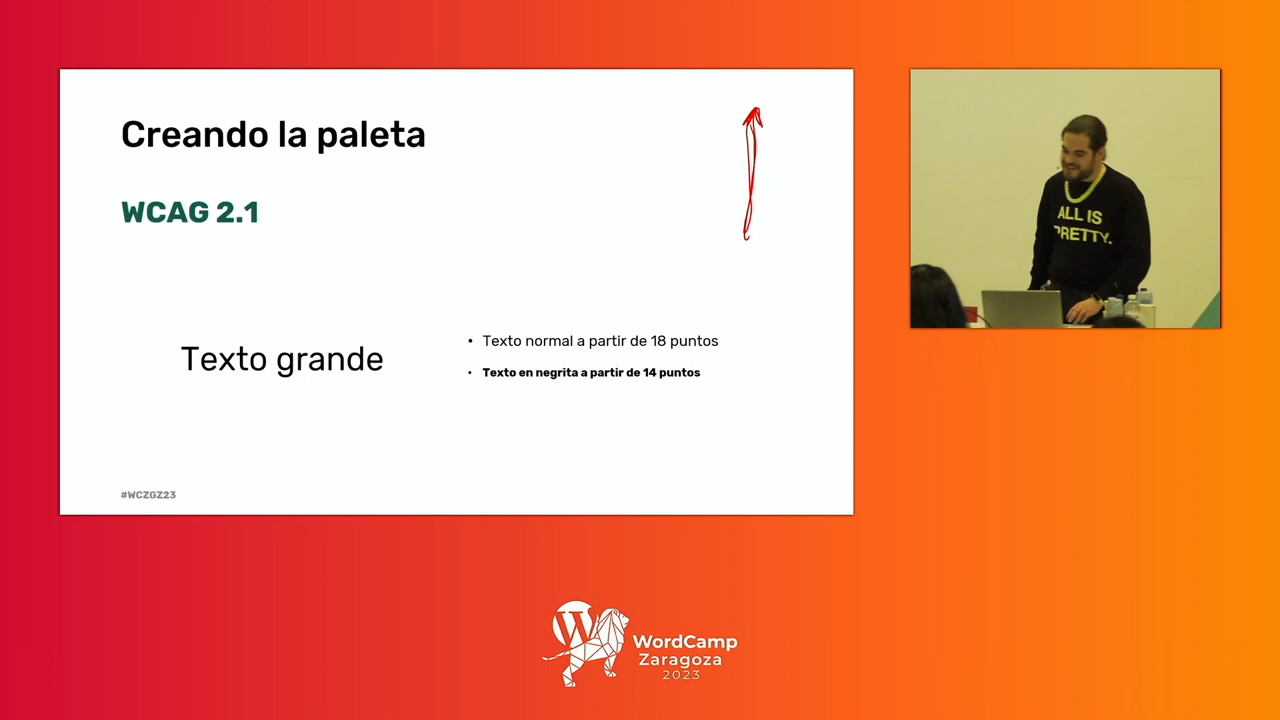 Creando la paleta
WCAG 2.1
Texto grande
• Texto normal a partir de 18 puntos
• Texto en negrita a partir de 14 puntos
#WCZGZ23
ALL IS
PRETTY.
WordCamp
Zaragoza
2023